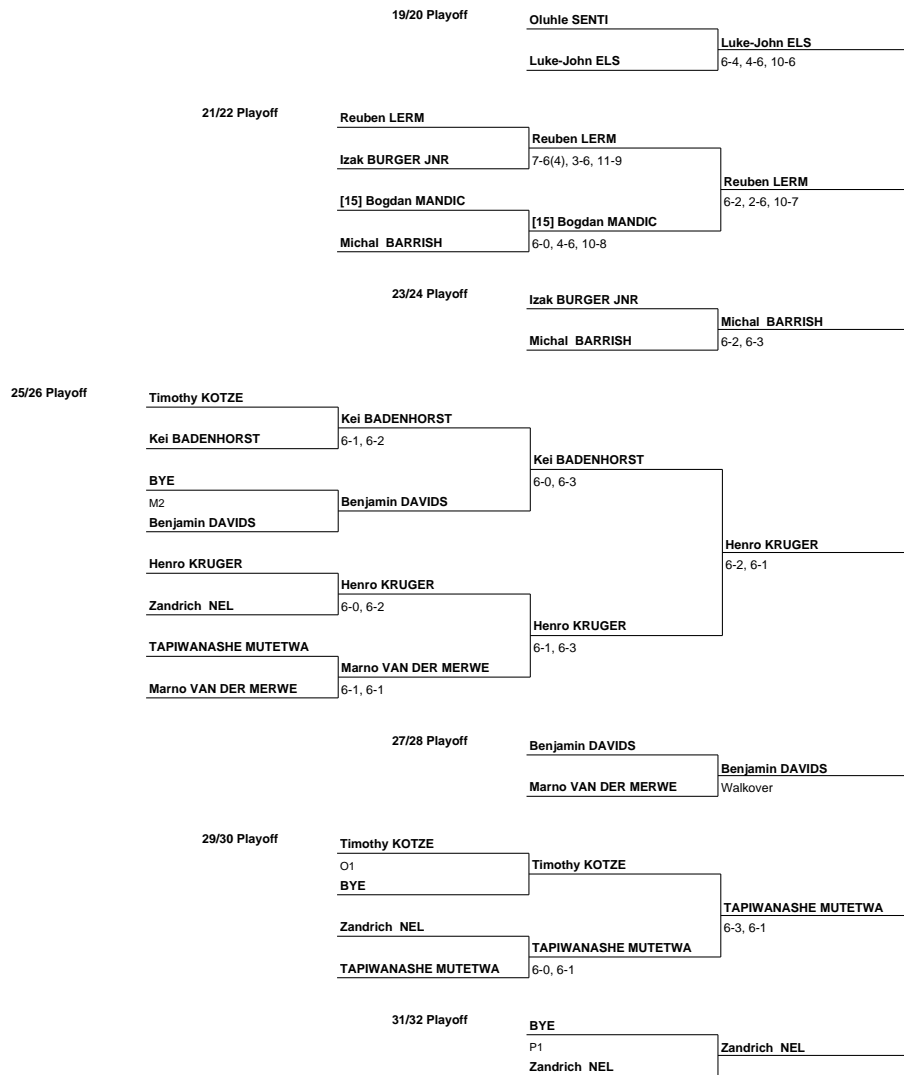 19/20 Playoff
Oluhle SENTI
Luke-John ELS
Luke-John ELS
6-4, 4-6, 10-6
21/22 Playoff
Reuben LERM
Reuben LERM
Izak BURGER JNR
7-6(4), 3-6, 11-9
Reuben LERM
[15] Bogdan MANDIC
6-2, 2-6, 10-7
[15] Bogdan MANDIC
Michal BARRISH
6-0, 4-6, 10-8
23/24 Playoff
Izak BURGER JNR
Michal BARRISH
Michal BARRISH
6-2, 6-3
25/26 Playoff
Timothy KOTZE
Kei BADENHORST
Kei BADENHORST
6-1, 6-2
Kei BADENHORST
BYE
6-0, 6-3
M2
Benjamin DAVIDS
Benjamin DAVIDS
Henro KRUGER
Henro KRUGER
6-2, 6-1
Henro KRUGER
Zandrich NEL
6-0, 6-2
Henro KRUGER
TAPIWANASHE MUTETWA
6-1, 6-3
Marno VAN DER MERWE
Marno VAN DER MERWE
6-1, 6-1
27/28 Playoff
Benjamin DAVIDS
Benjamin DAVIDS
Marno VAN DER MERWE
Walkover
29/30 Playoff
Timothy KOTZE
O1
Timothy KOTZE
BYE
TAPIWANASHE MUTETWA
Zandrich NEL
6-3, 6-1
TAPIWANASHE MUTETWA
TAPIWANASHE MUTETWA
6-0, 6-1
31/32 Playoff
BYE
P1
Zandrich NEL
Zandrich NEL